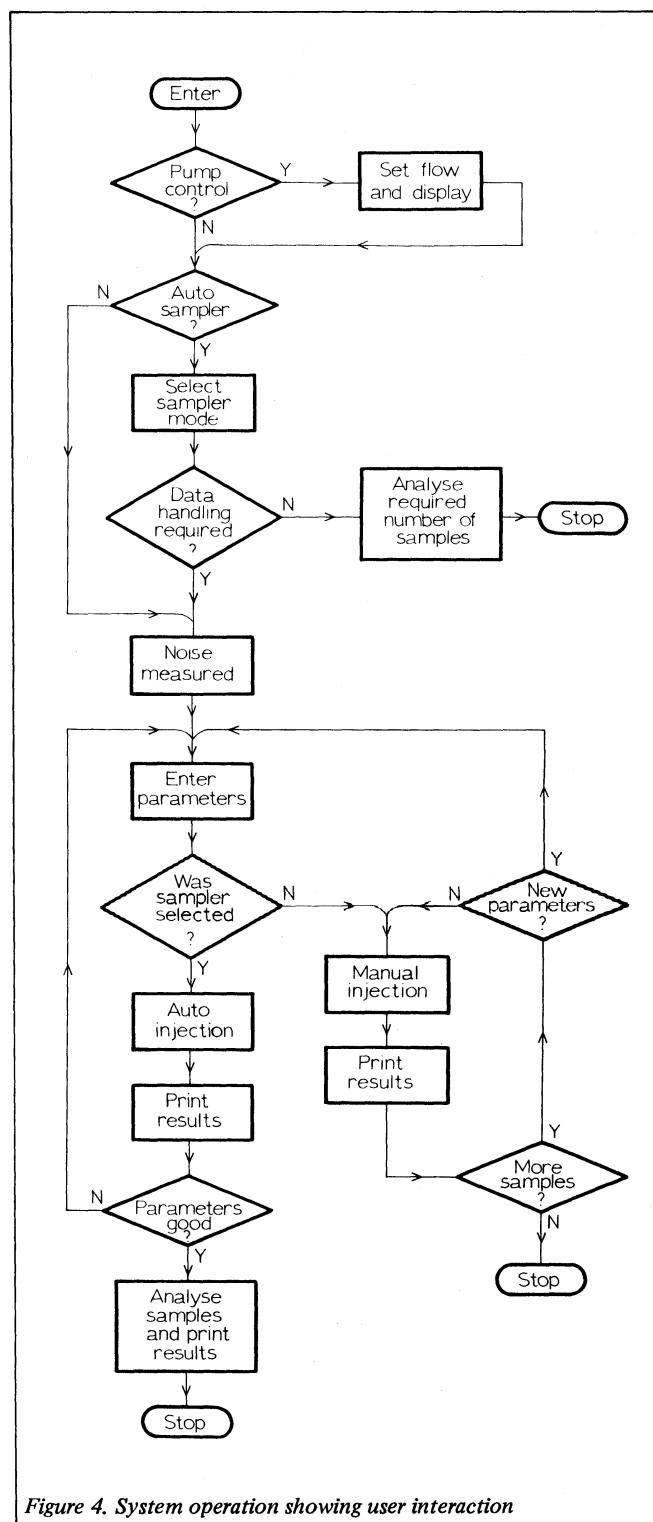 Enter
Pump
control
?
Y
N
Set flow
and display
Auto
sampler
?
N
Y
Select
sampler
mode
Data
handling
required
?
N
Y
Analyse
required
number of
samples
Stop
Noise
measured
Enter
parameters
Was
sampler
selected
?
N
Y
New
parameters
?
Y
N
Manual
injection
Auto
injection
Print
results
Print
results
More
samples
?
Y
N
Stop
Parameters
good
?
N
Y
Analyse
samples
and print
results
Stop
Figure 4. System operation showing user interaction